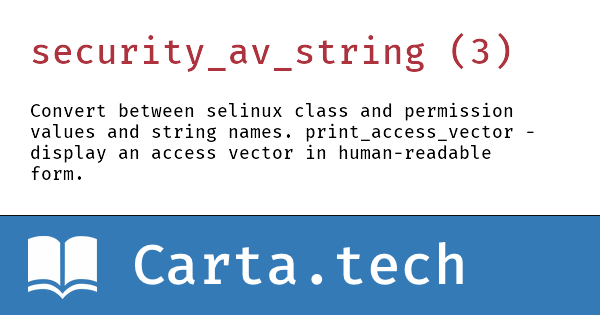 security_av_string (3)
Convert between selinux class and permission
values and string names. print_access_vector -
display an access vector in human-readable
form.
Carta.tech